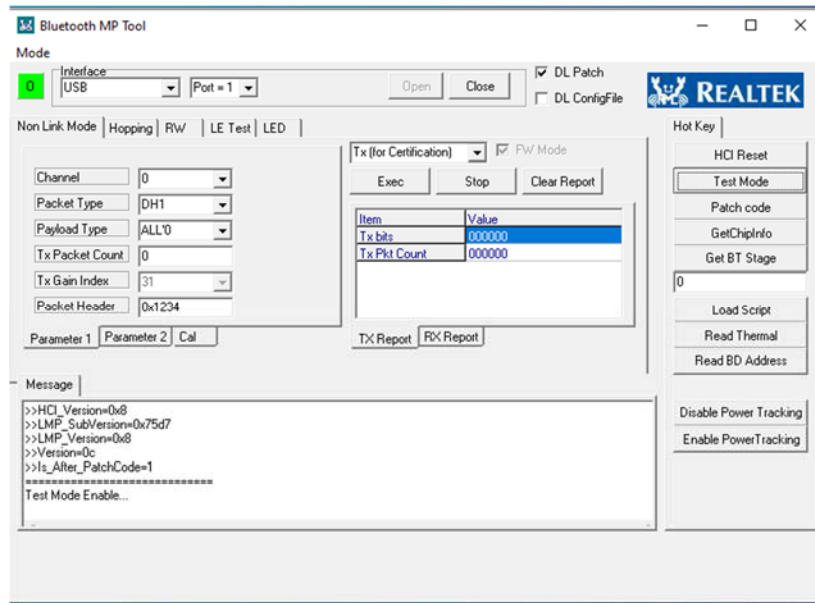 Bluetooth MP Tool
Mode
Interface
0
USB
Port = 1
Open
Close
DL Patch
DL ConfigFile
REALTEK
Non Link Mode
Hopping
RW
LE Test
LED
Channel
0
Packet Type
DH1
Payload Type
ALL'0
Tx Packet Count
0
Tx Gain Index
31
Packet Header
0x1234
Parameter 1
Parameter 2
Cal
Tx (for Certification)
FW Mode
Exec
Stop
Clear Report
Item
Value
Tx bits
000000
Tx Pkt Count
000000
TX Report
RX Report
Hot Key
HCI Reset
Test Mode
Patch code
GetChipInfo
Get BT Stage
0
Load Script
Read Thermal
Read BD Address
Disable Power Tracking
Enable PowerTracking
Message
>>HCI_Version=0x8
>>LMP_SubVersion=0x75d7
>>LMP_Version=0x8
>>Version=0c
>>Is_After_PatchCode=1
=============================
Test Mode Enable...